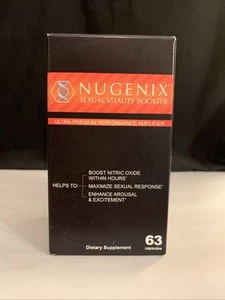 NUGENIX
SEXUAL VITALITY BOOSTER
ULTRA-PREMIUM PERFORMANCE AMPLIFIER
HELPS TO:
BOOST NITRIC OXIDE
WITHIN HOURS*
MAXIMIZE SEXUAL RESPONSE*
ENHANCE AROUSAL
& EXCITEMENT*
Dietary Supplement
63
capsules